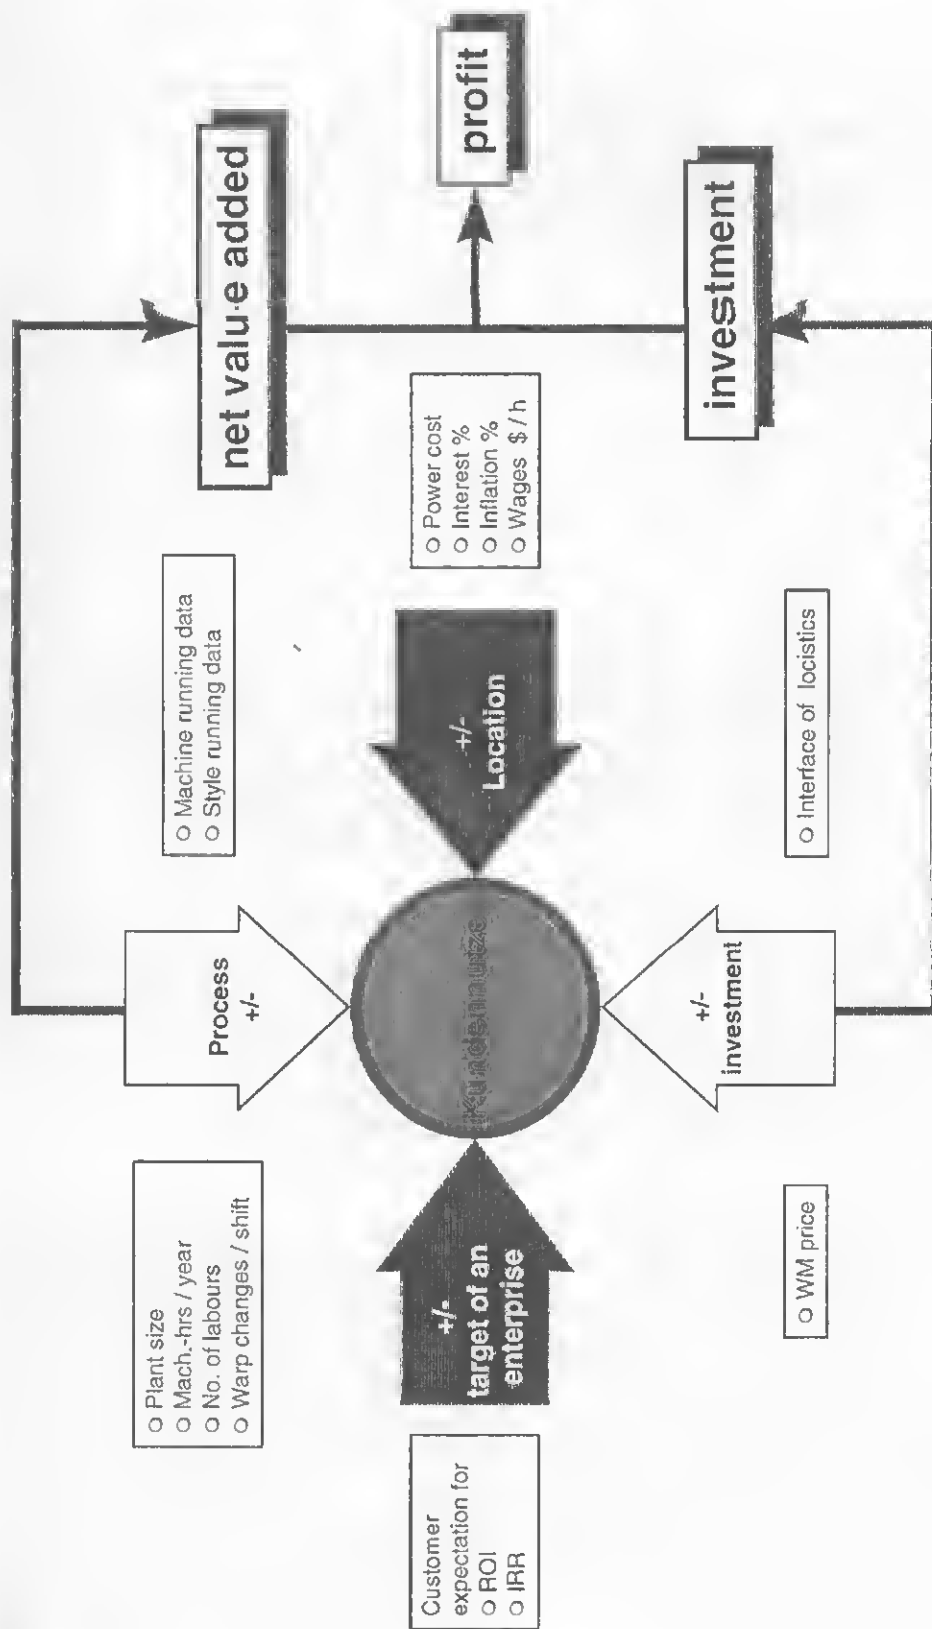 ○ Plant size
○ Mach.-hrs / year
○ No. of labours
○ Warp changes / shift
Process
+/-
○ Machine running data
○ Style running data
net value added
Customer
expectation for
○ ROI
○ IRR
+/-
target of an
enterprise
+/-
Location
○ Power cost
○ Interest %
○ Inflation %
○ Wages $/h
profit
○ WM price
+/-
investment
○ Interface of locistics
investment